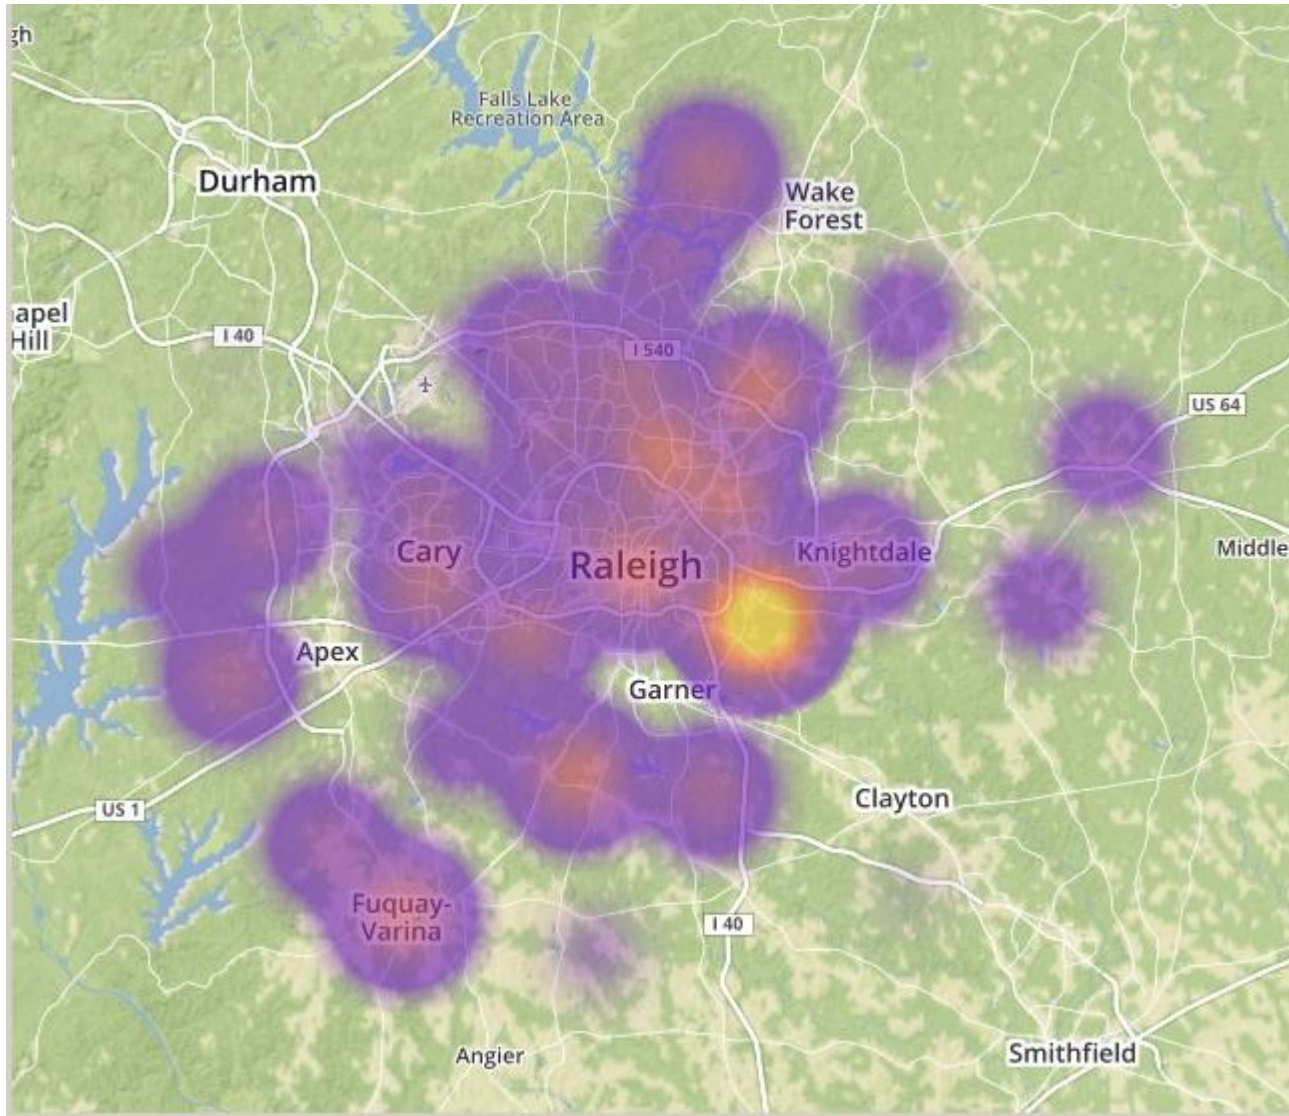 gh
Falls Lake
Recreation Area
Durham
Wake
Forest
apel
Hill
I 40
I 540
US 64
Cary
Raleigh
Knightdale
Middle
Apex
Garner
US 1
Clayton
Fuquay-
Varina
I 40
Angier
Smithfield